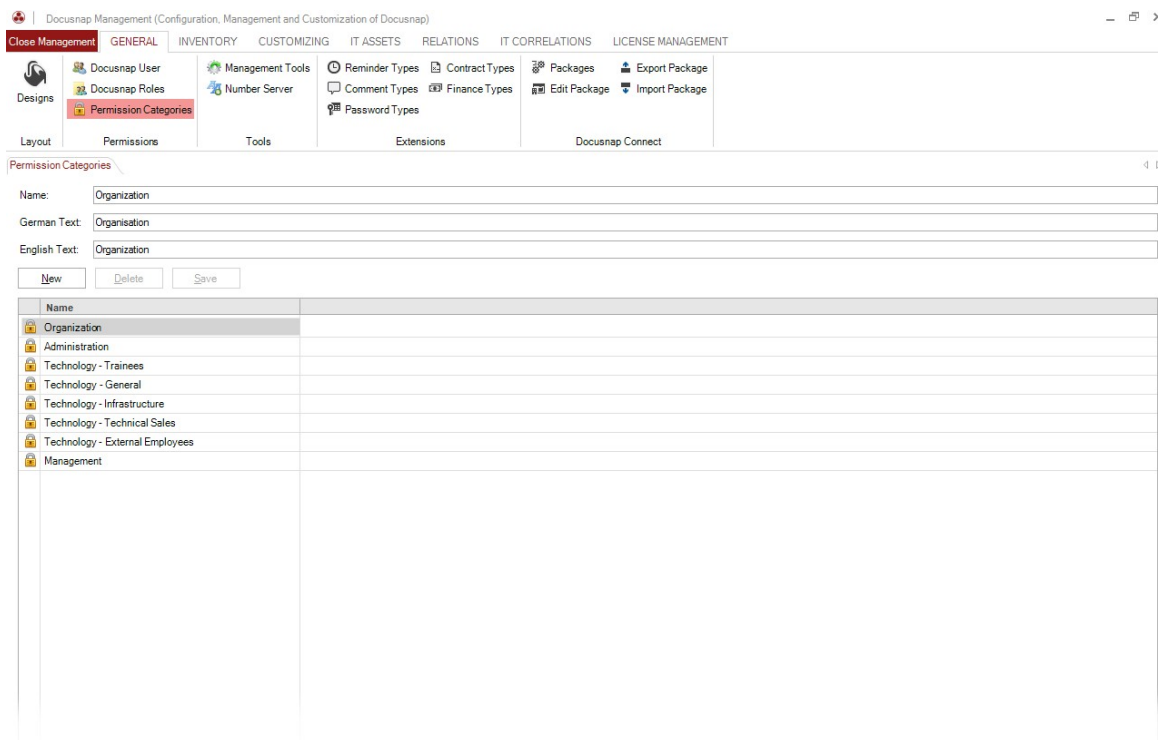 Docusnap Management (Configuration, Management and Customization of Docusnap)
Close Management GENERAL INVENTORY CUSTOMIZING IT ASSETS RELATIONS IT CORRELATIONS LICENSE MANAGEMENT
Designs
Layout
Docusnap User
Docusnap Roles
Permission Categories
Permissions
Management Tools
Number Server
Tools
Reminder Types Contract Types
Comment Types Finance Types
Password Types
Extensions
Packages Export Package
Edit Package Import Package
Docusnap Connect
Permission Categories
Name: Organization
German Text: Organisation
English Text: Organization
New Delete Save
Name
Organization
Administration
Technology - Trainees
Technology - General
Technology - Infrastructure
Technology - Technical Sales
Technology - External Employees
Management